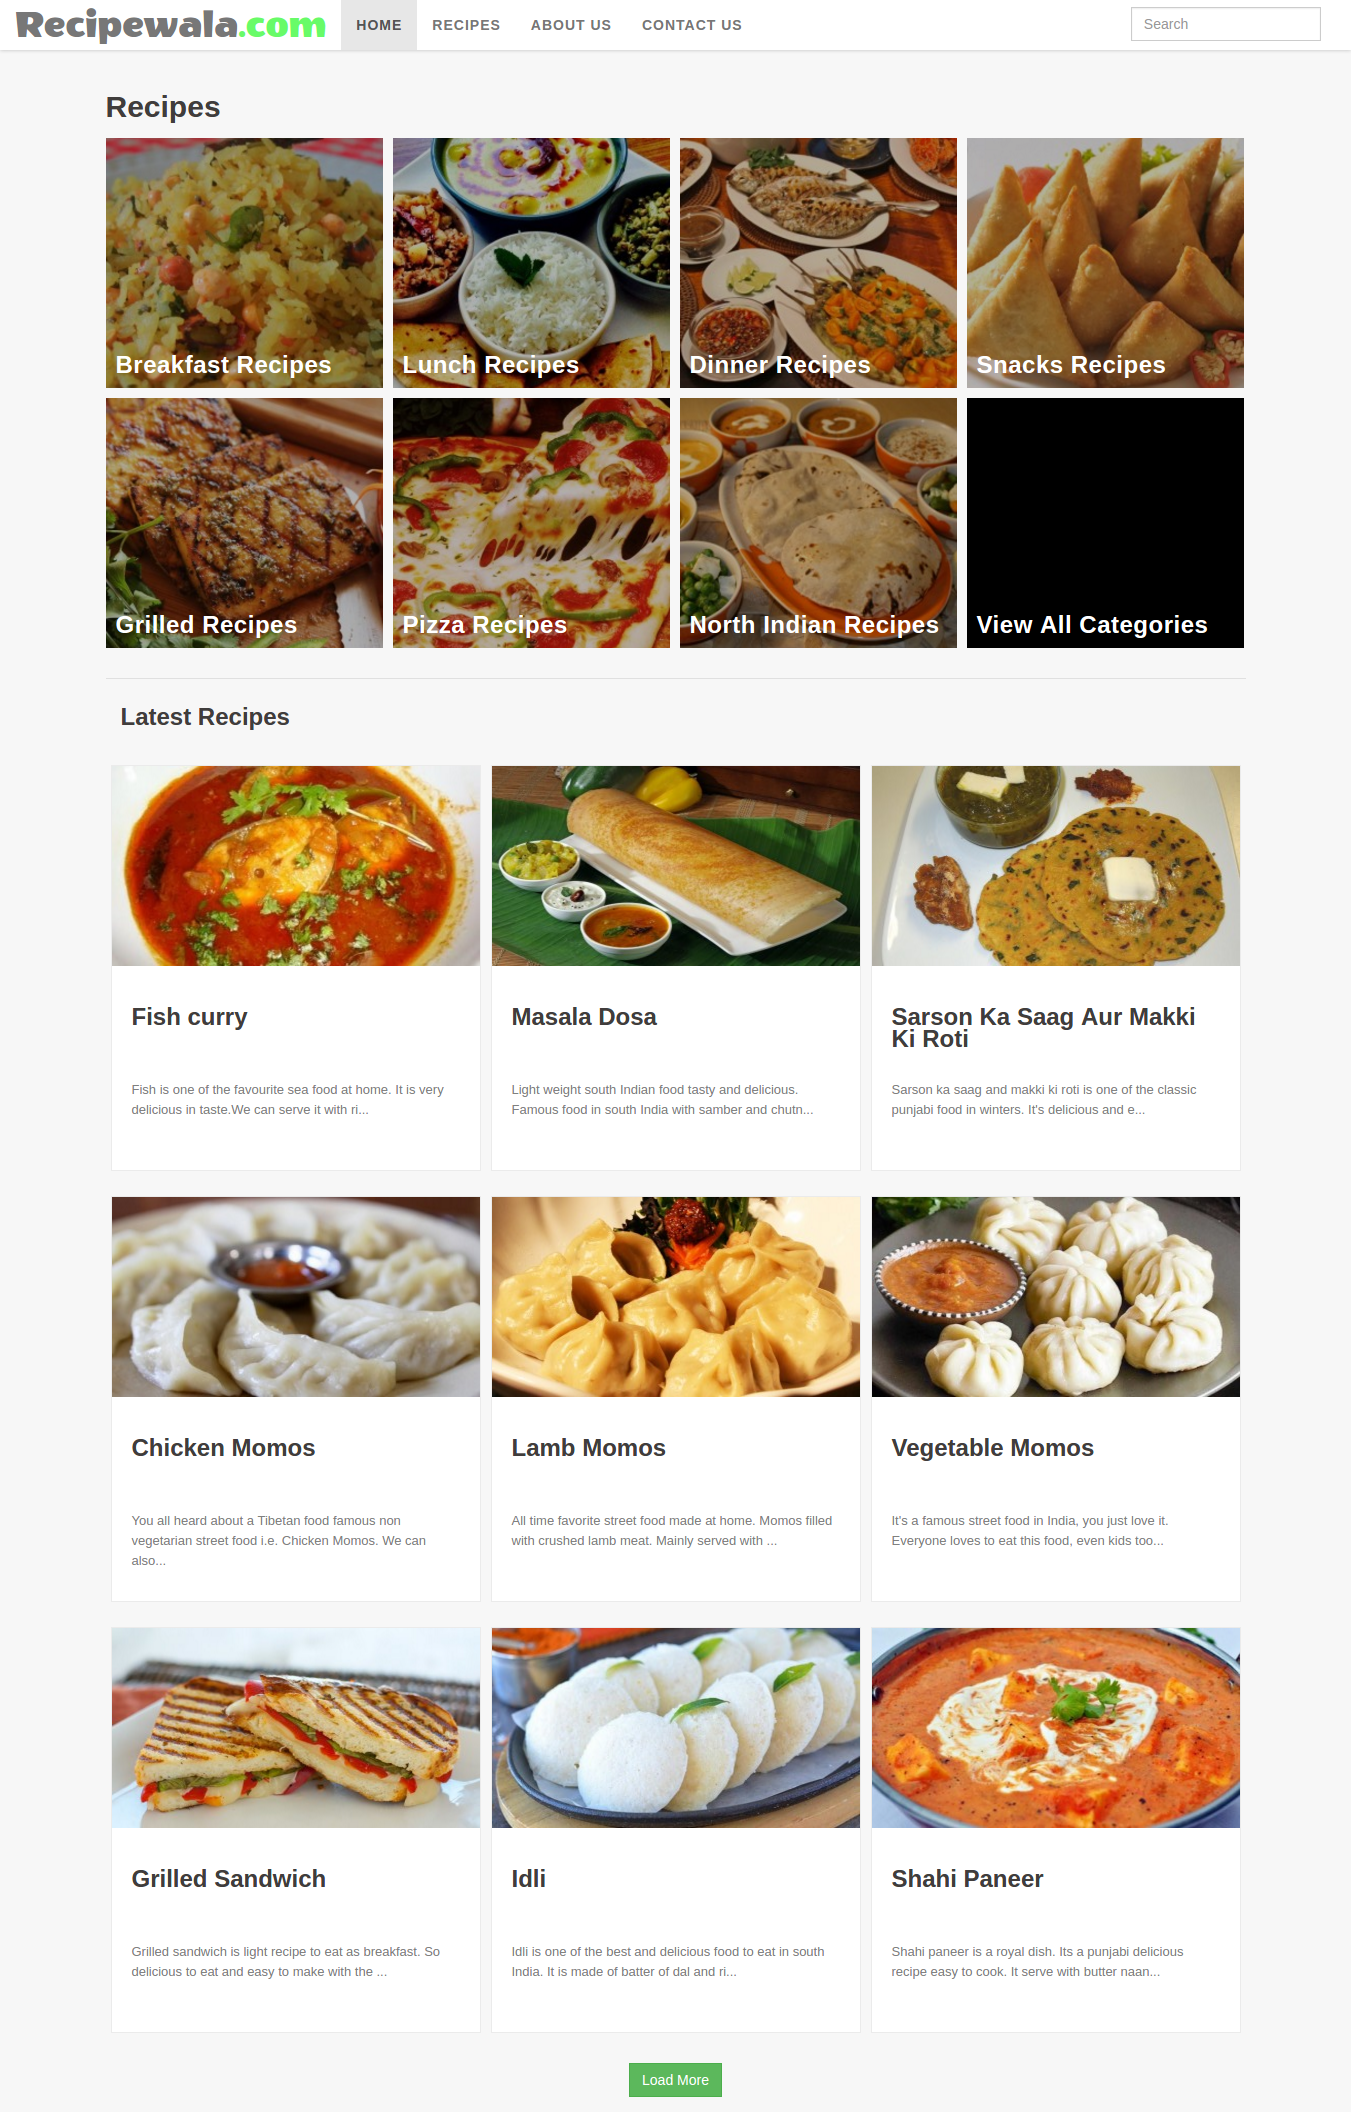 Recipewala.com HOME RECIPES ABOUT US CONTACT US Search
Recipes
Breakfast Recipes
Lunch Recipes
Dinner Recipes
Snacks Recipes
Grilled Recipes
Pizza Recipes
North Indian Recipes
View All Categories
Latest Recipes
Fish curry
Fish is one of the favourite sea food at home. It is very
delicious in taste.We can serve it with ri...
Masala Dosa
Light weight south Indian food tasty and delicious.
Famous food in south India with samber and chutn...
Sarson Ka Saag Aur Makki
Ki Roti
Sarson ka saag and makki ki roti is one of the classic
punjabi food in winters. It's delicious and e...
Chicken Momos
You all heard about a Tibetan food famous non
vegetarian street food i.e. Chicken Momos. We can
also...
Lamb Momos
All time favorite street food made at home. Momos filled
with crushed lamb meat. Mainly served with ...
Vegetable Momos
It's a famous street food in India, you just love it.
Everyone loves to eat this food, even kids too...
Grilled Sandwich
Grilled sandwich is light recipe to eat as breakfast. So
delicious to eat and easy to make with the ...
Idli
Idli is one of the best and delicious food to eat in south
India. It is made of batter of dal and ri...
Shahi Paneer
Shahi paneer is a royal dish. Its a punjabi delicious
recipe easy to cook. It serve with butter naan...
Load More